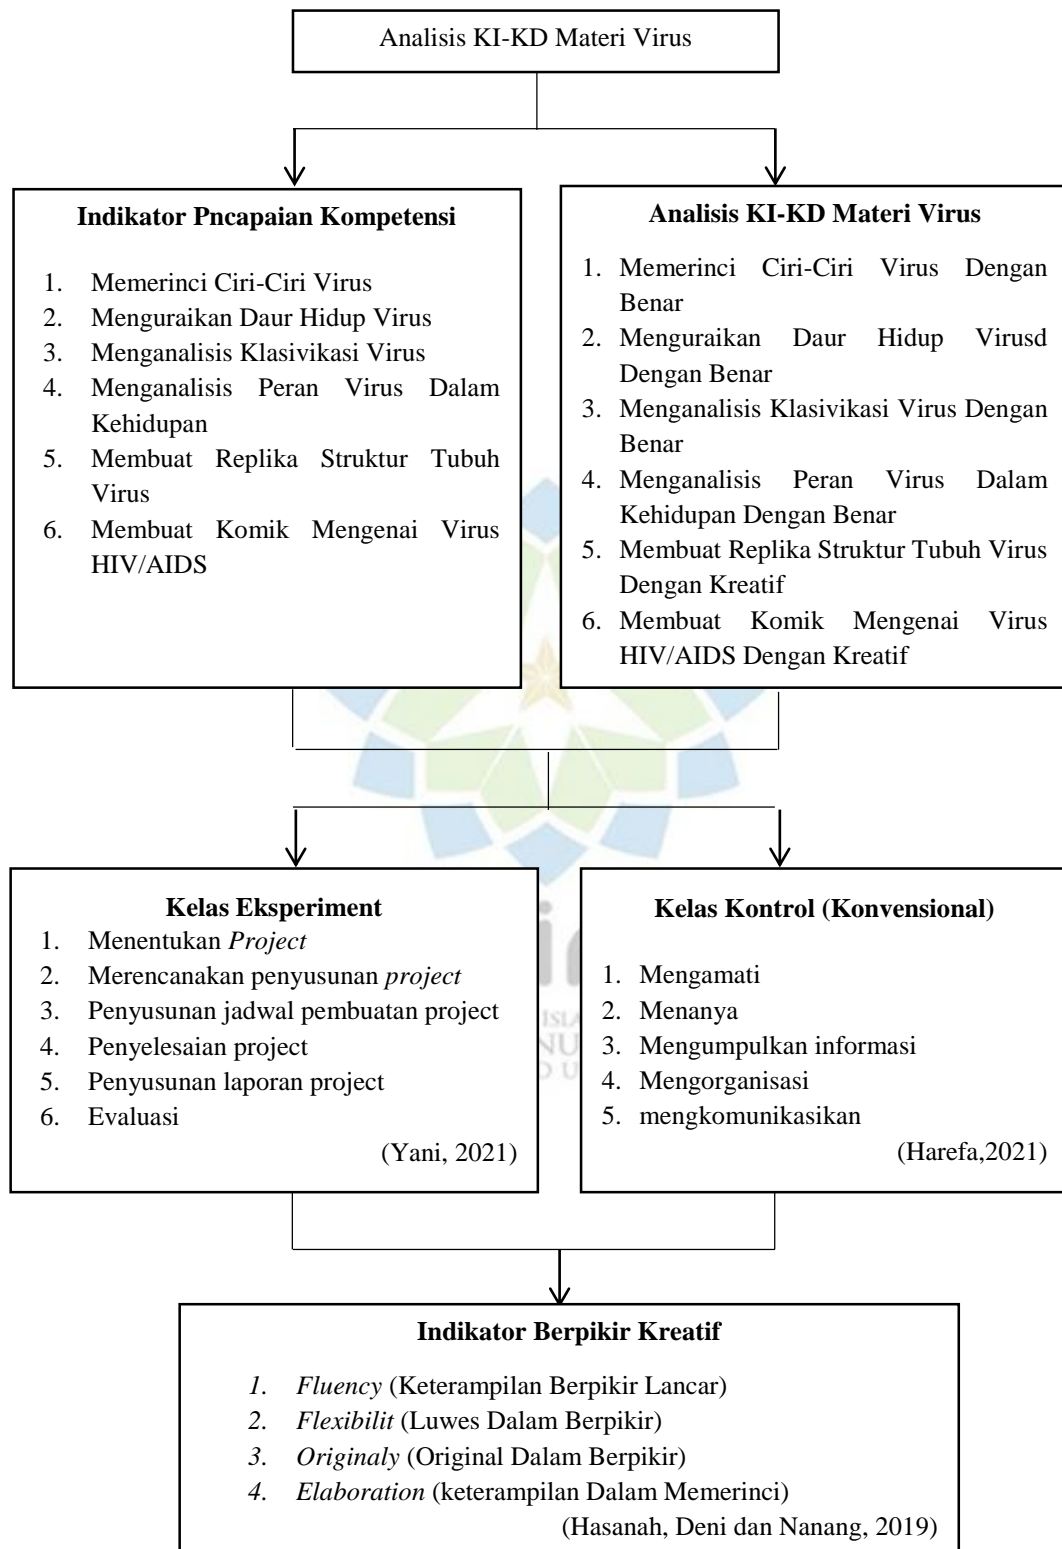 Analisis KI-KD Materi Virus
Indikator Pncapaian Kompetensi
1. Memerinci Ciri-Ciri Virus
2. Menguraikan Daur Hidup Virus
3. Menganalisis Klasivikasi Virus
4. Menganalisis Peran Virus Dalam
Kehidupan
5. Membuat Replika Struktur Tubuh
Virus
6. Membuat Komik Mengenai Virus
HIV/AIDS
Analisis KI-KD Materi Virus
1. Memerinci Ciri-Ciri Virus Dengan
Benar
2. Menguraikan Daur Hidup Virusd
Dengan Benar
3. Menganalisis Klasivikasi Virus Dengan
Benar
4. Menganalisis Peran Virus Dalam
Kehidupan Dengan Benar
5. Membuat Replika Struktur Tubuh Virus
Dengan Kreatif
6. Membuat Komik Mengenai Virus
HIV/AIDS Dengan Kreatif
Kelas Eksperiment
1. Menentukan Project
2. Merencanakan penyusunan project
3. Penyusunan jadwal pembuatan project
4. Penyelesaian project
5. Penyusunan laporan project
6. Evaluasi
(Yani, 2021)
Kelas Kontrol (Konvensional)
1. Mengamati
2. Menanya
3. Mengumpulkan informasi
4. Mengorganisasi
5. mengkomunikasikan
(Harefa,2021)
Indikator Berpikir Kreatif
1. Fluency (Keterampilan Berpikir Lancar)
2. Flexibilit (Luwes Dalam Berpikir)
3. Originaly (Original Dalam Berpikir)
4. Elaboration (keterampilan Dalam Memerinci)
(Hasanah, Deni dan Nanang, 2019)